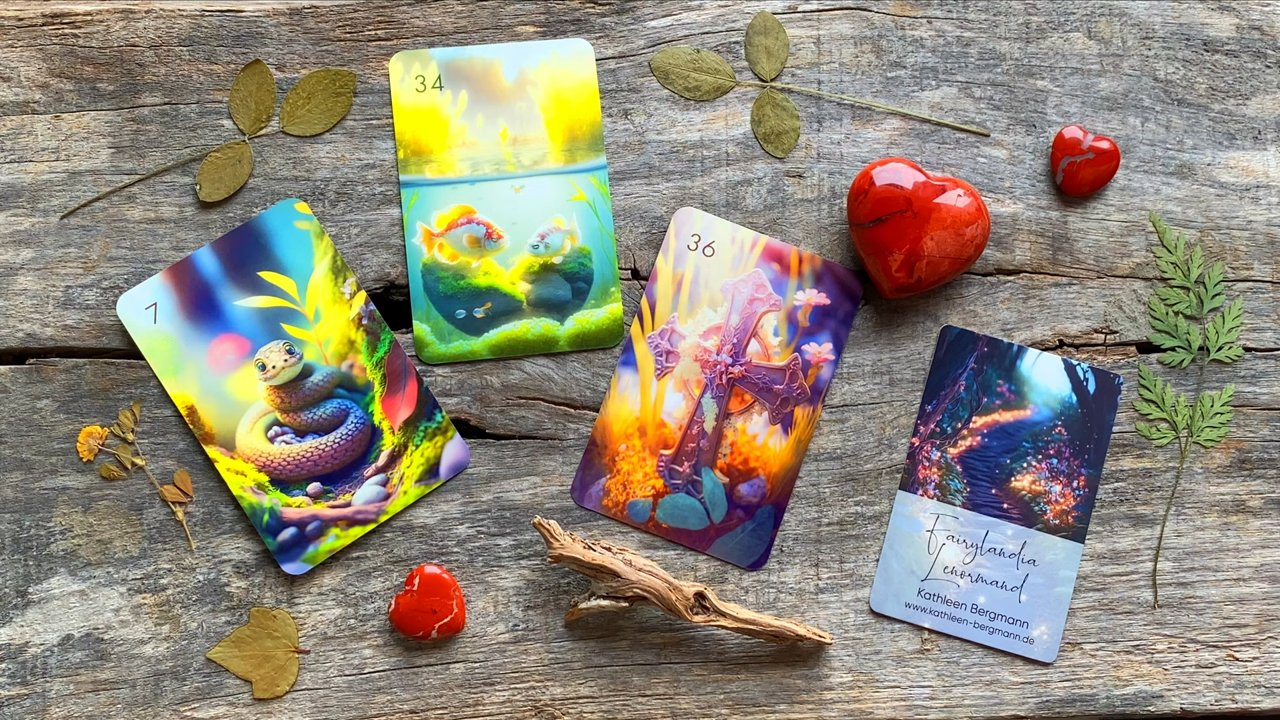 34
7
36
Fairylandia
Lenormand
Kathleen Bergmann
www.kathleen-bergmann.de